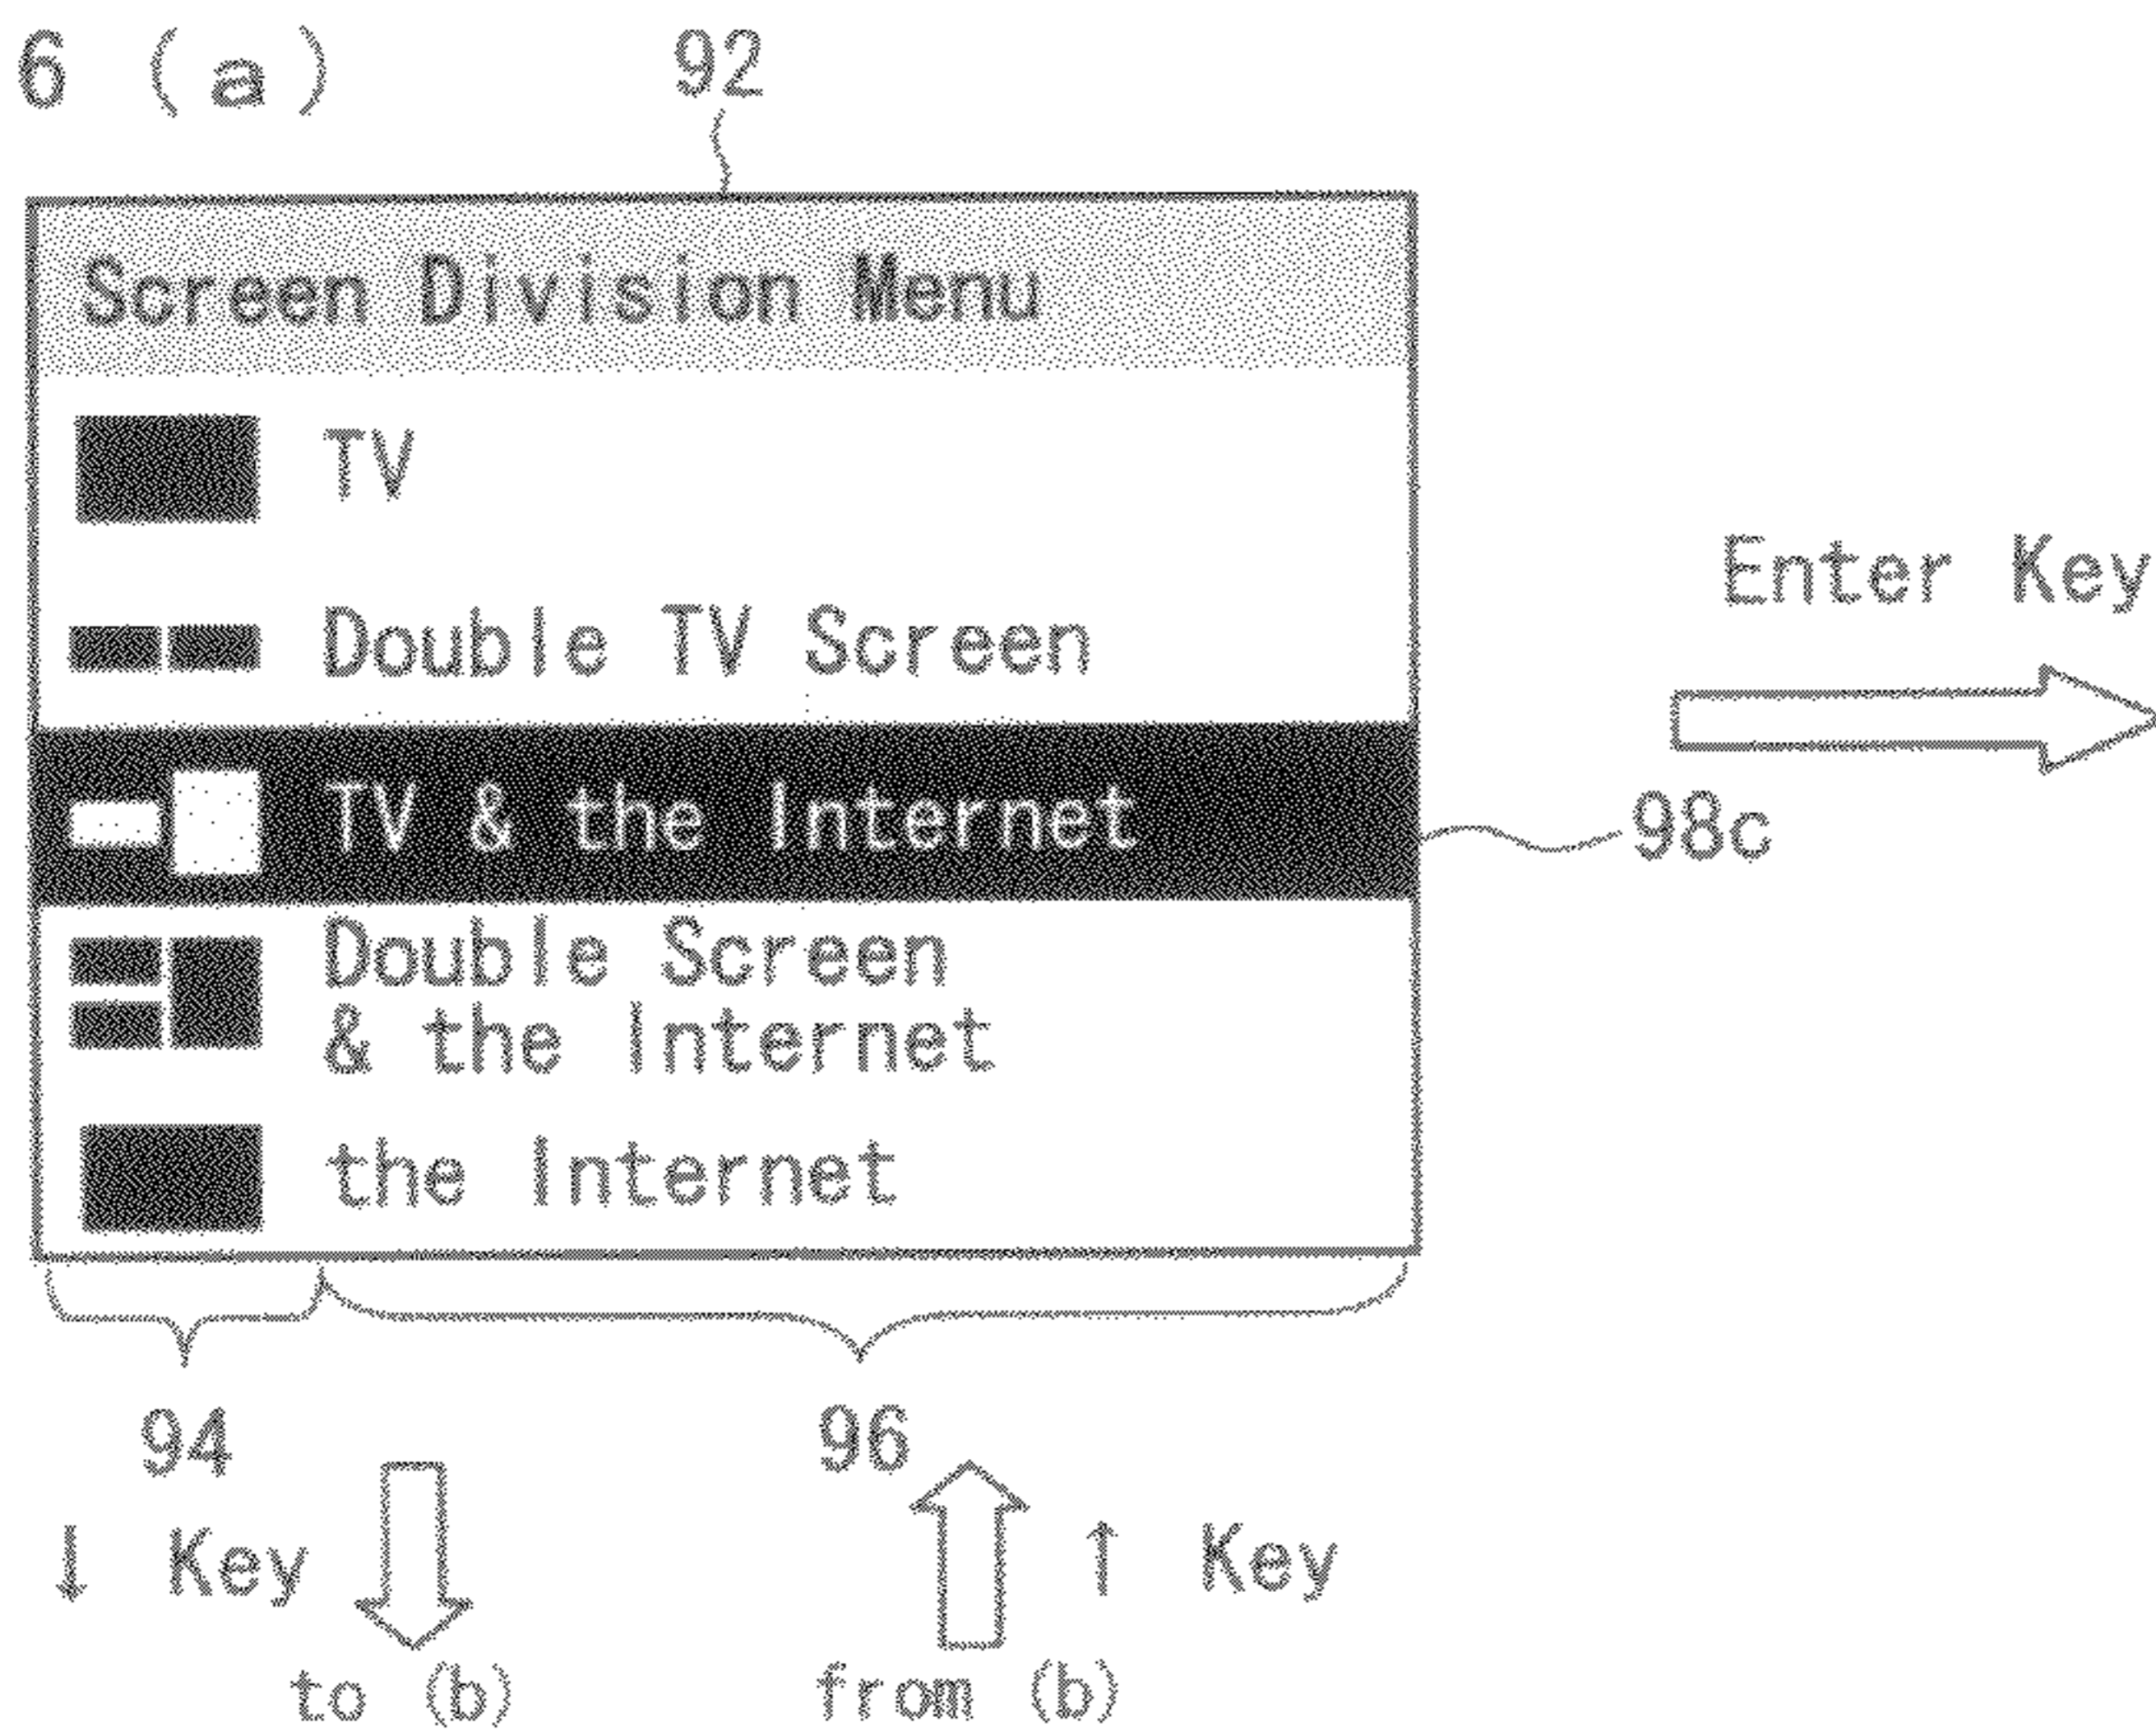 6 (a)
92
Screen Division Menu
TV
Double TV Screen
Enter Key
TV & the Internet
98c
Double Screen
& the Internet
the Internet
94
96
↓ Key
↑ Key
to (b)
from (b)